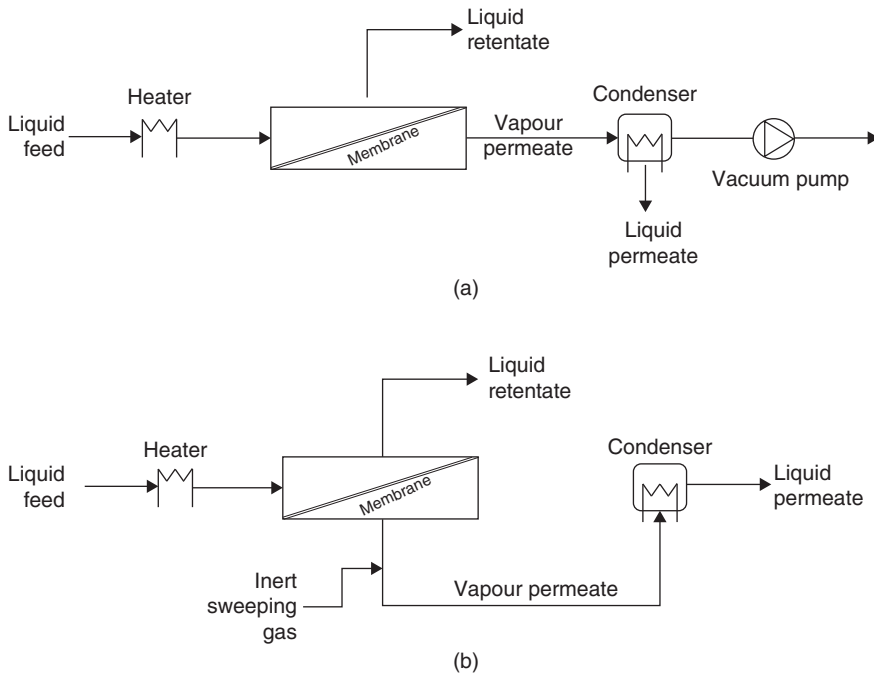 Liquid
retentate
Heater
Liquid
feed
Membrane
Vapour
permeate
Condenser
Vacuum pump
Liquid
permeate
(a)
Liquid
retentate
Heater
Liquid
feed
Membrane
Condenser
Liquid
permeate
Inert
sweeping
gas
Vapour permeate
(b)